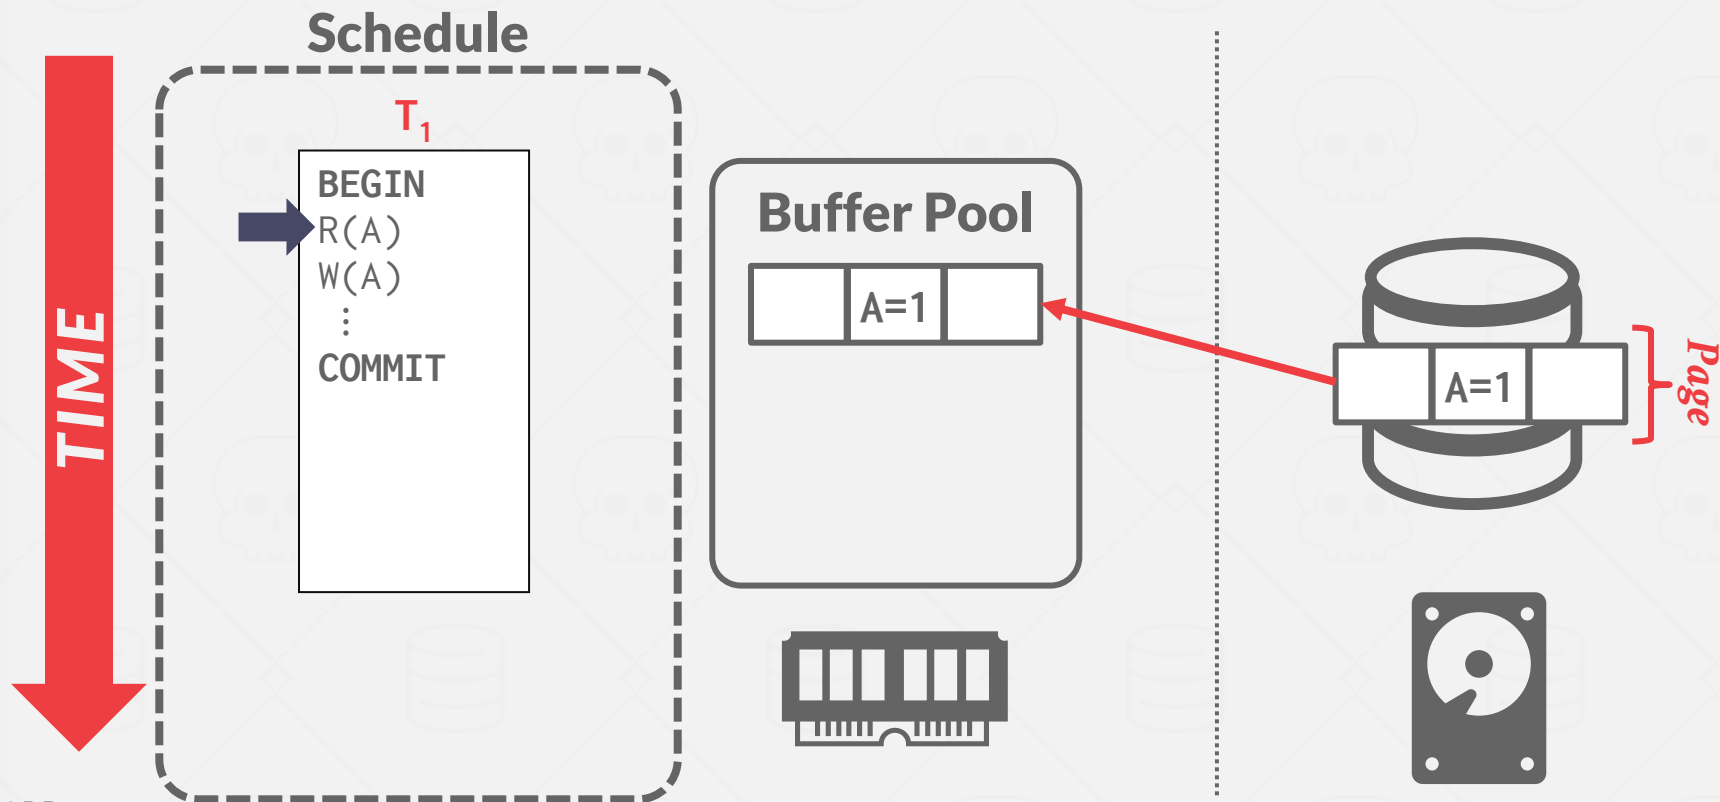 Schedule
TIME
T1
BEGIN
R(A)
W(A)
⋮
COMMIT
Buffer Pool
A=1
A=1
Page